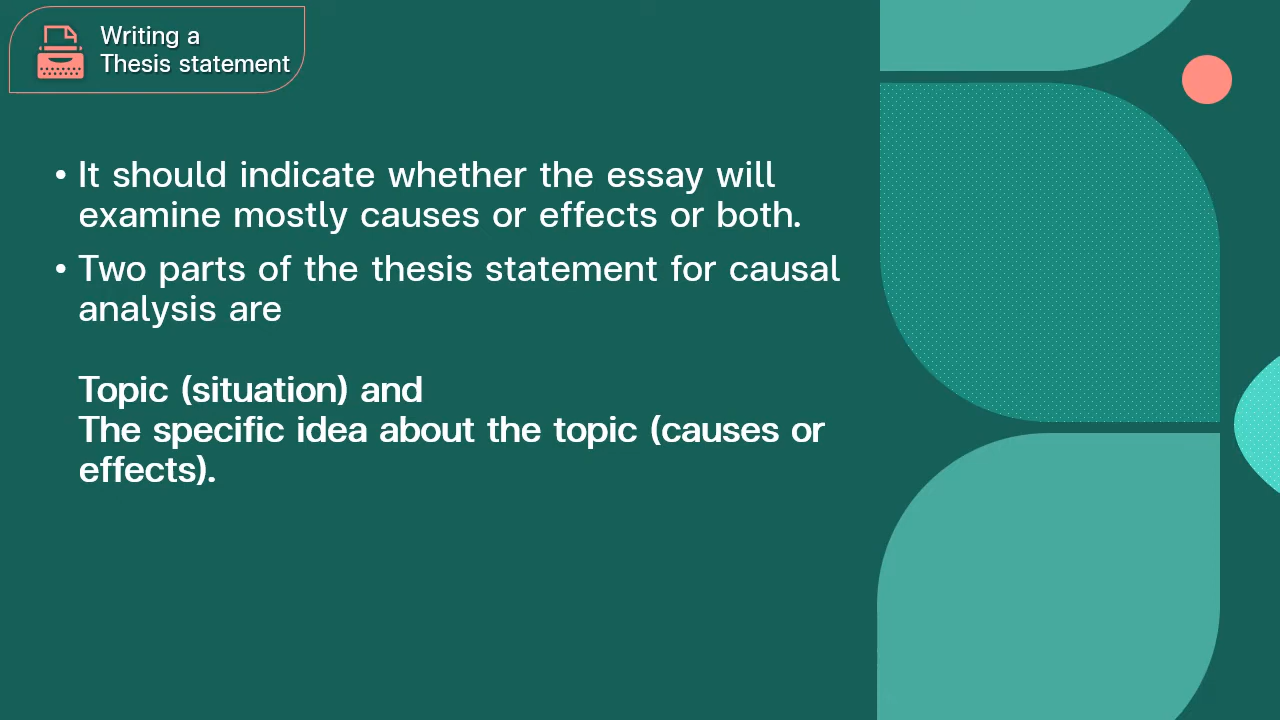 Writing a
Thesis statement
• It should indicate whether the essay will
examine mostly causes or effects or both.
• Two parts of the thesis statement for causal
analysis are
Topic (situation) and
The specific idea about the topic (causes or
effects).